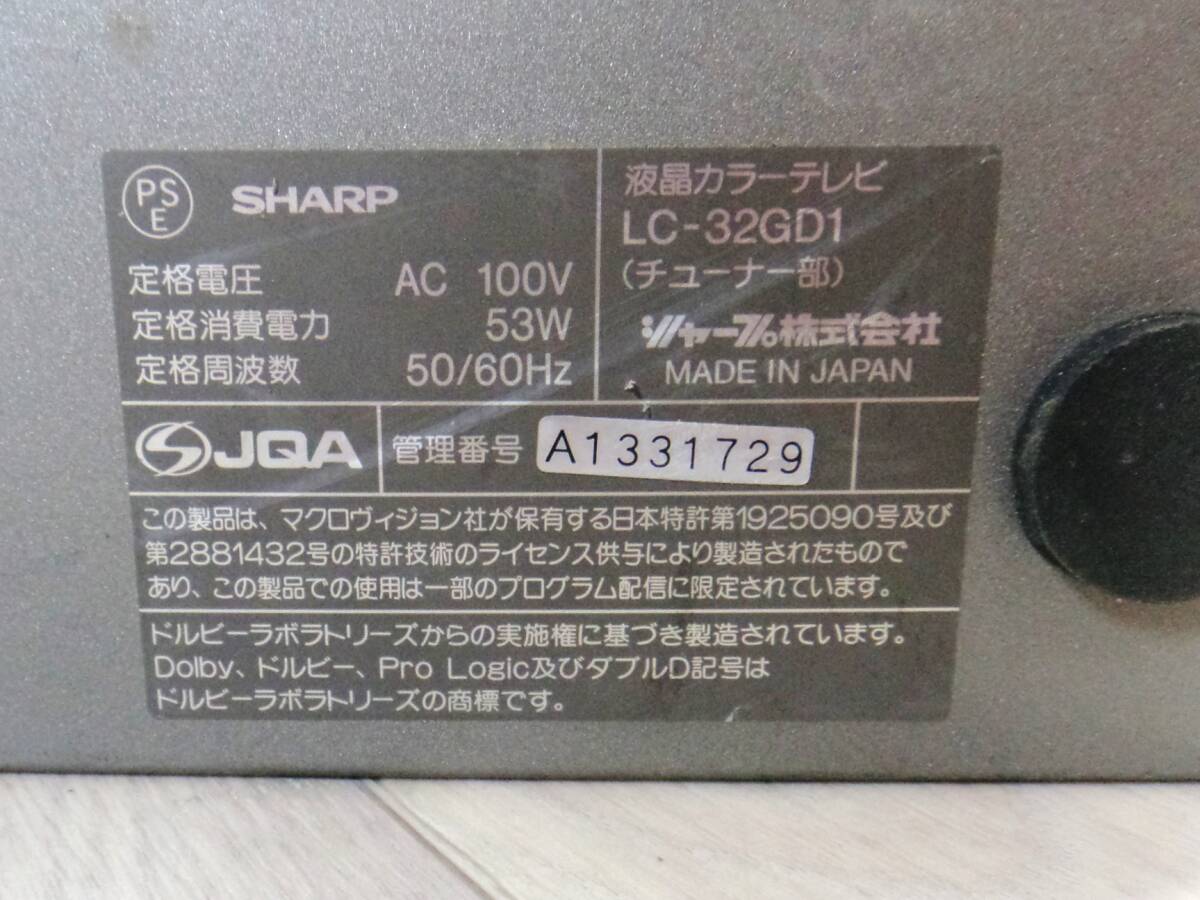 PS
E
SHARP
定格電圧 AC 100V
定格消費電力 53W
定格周波数 50/60Hz
液晶カラーテレビ
LC-32GD1
(チューナー部)
シャープ株式会社
MADE IN JAPAN
JQA
管理番号 A1331729
この製品は、マクロヴィジョン社が保有する日本特許第1925090号及び
第2881432号の特許技術のライセンス供与により製造されたもので
あり、この製品での使用は一部のプログラム配信に限定されています。
ドルビーラボラトリーズからの実施権に基づき製造されています。
Dolby、ドルビー、Pro Logic及びダブルD記号は
ドルビーラボラトリーズの商標です。